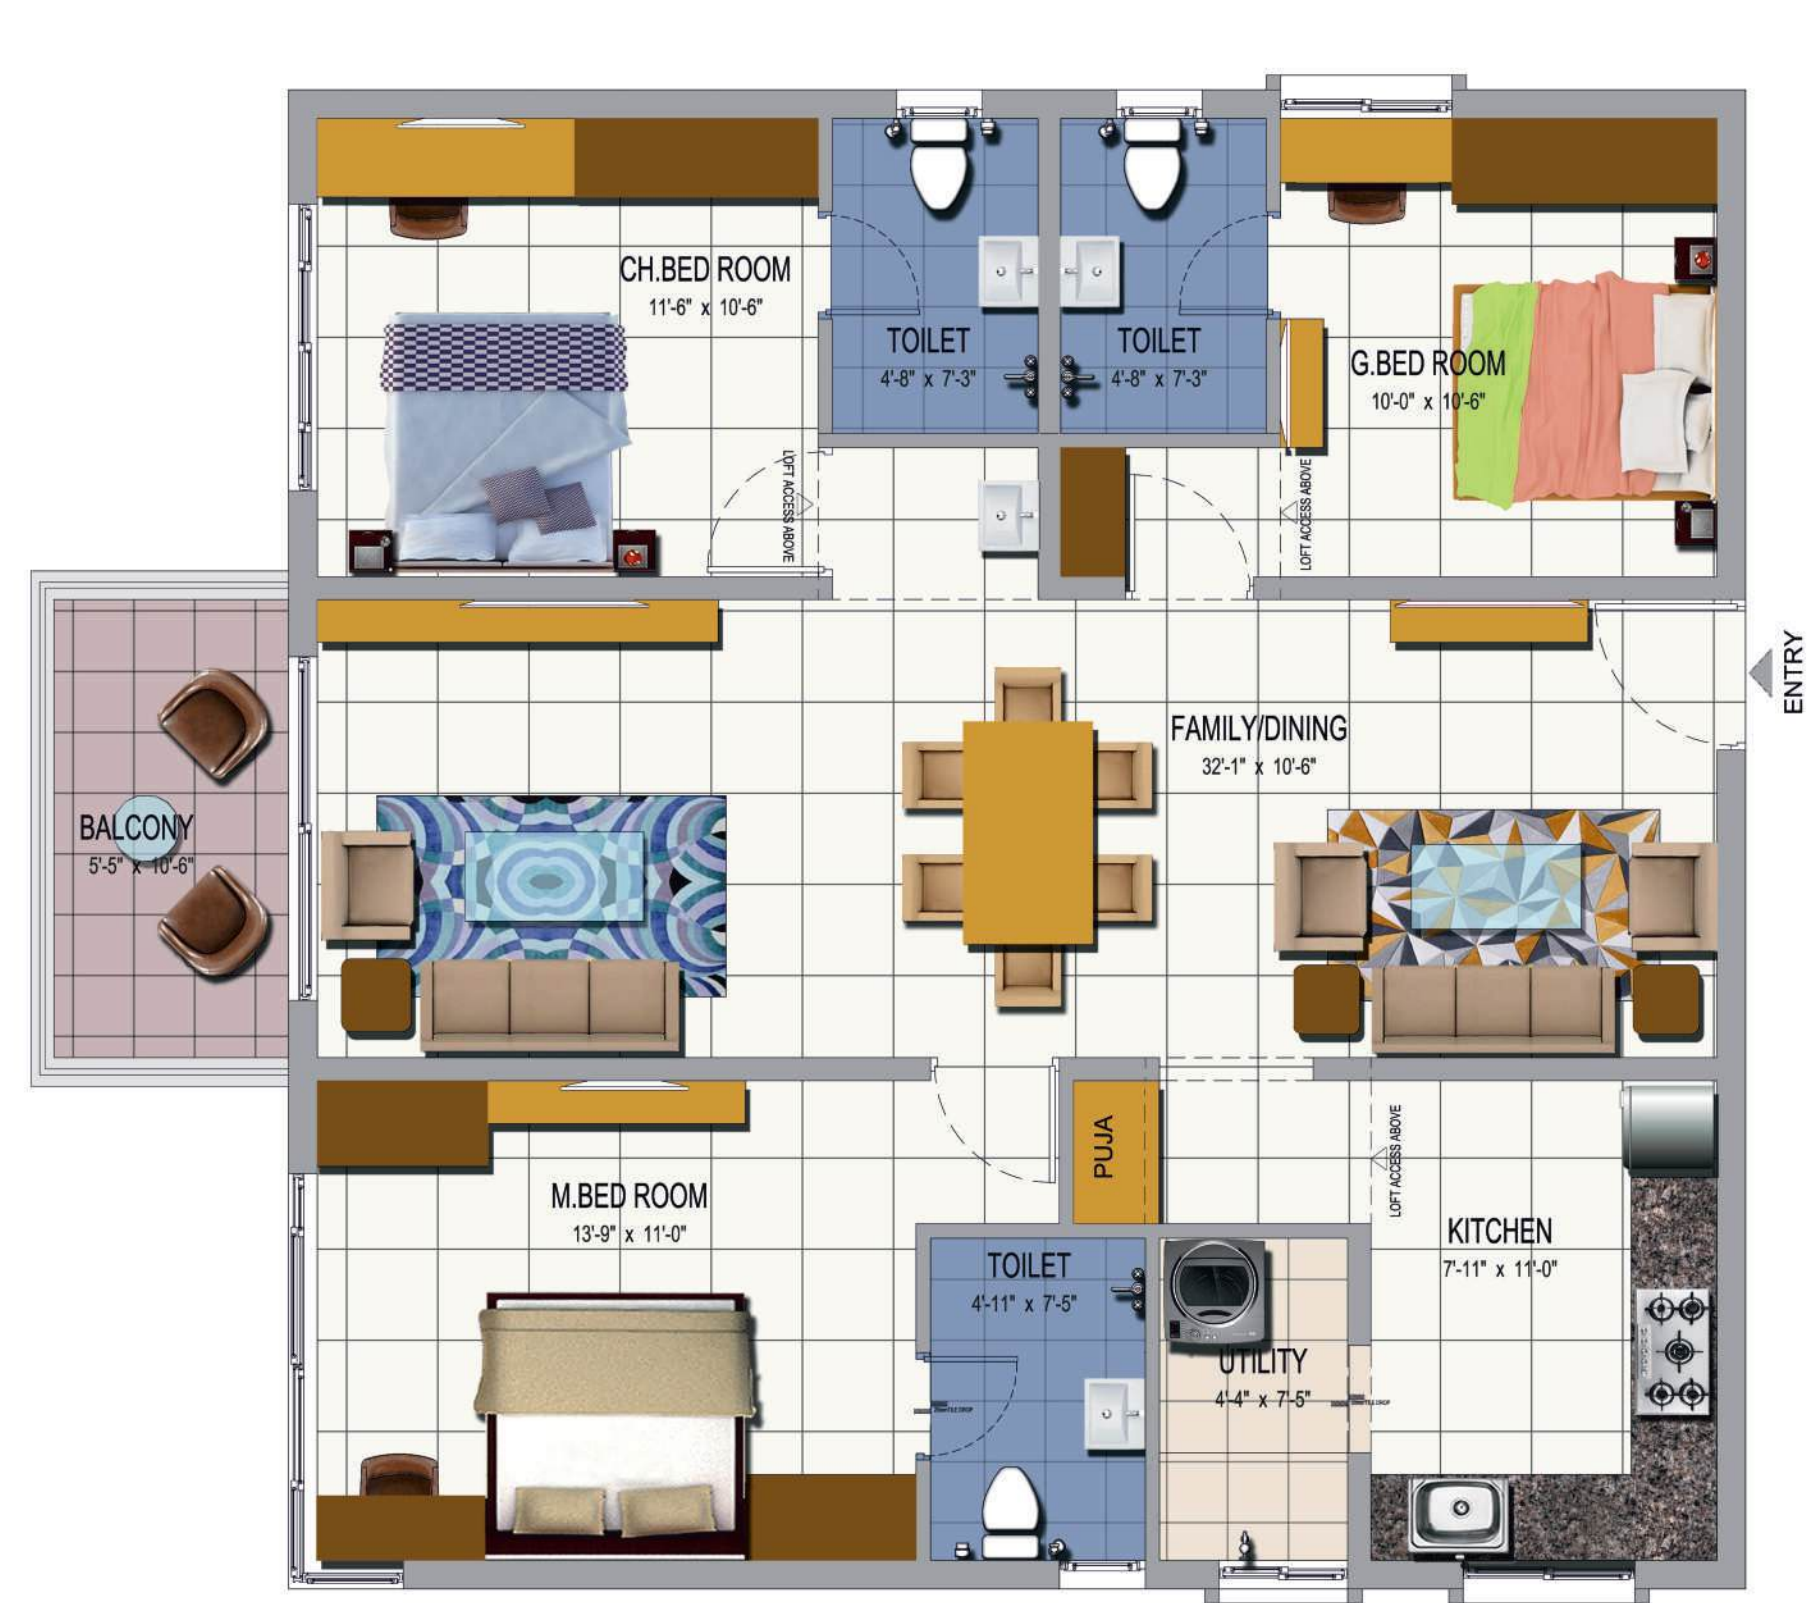 CH.BED ROOM
11'-6" x 10'-6"
TOILET
4'-8" x 7'-3"
TOILET
4'-8" x 7'-3"
G.BED ROOM
10'-0" x 10'-6"
LOFT ACCESS ABOVE
LOFT ACCESS ABOVE
ENTRY
FAMILY/DINING
32'-1" x 10'-6"
BALCONY
5'-5" x 10'-6"
PUJA
LOFT ACCESS ABOVE
M.BED ROOM
13'-9" x 11'-0"
KITCHEN
7'-11" x 11'-0"
TOILET
4'-11" x 7'-5"
UTILITY
4'-4" x 7'-5"